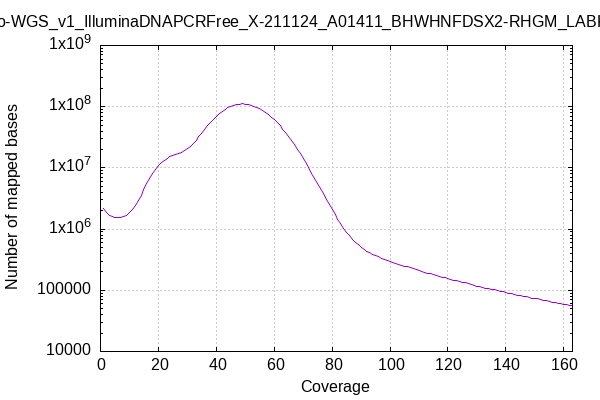 o-WGS_v1_IlluminaDNAPCRFree_X-211124_A01411_BHWHNFDSX2-RHGM_LAB
1x10⁹
1x10⁸
1x10⁷
1x10⁶
100000
10000
Number of mapped bases
0 20 40 60 80 100 120 140 160
Coverage